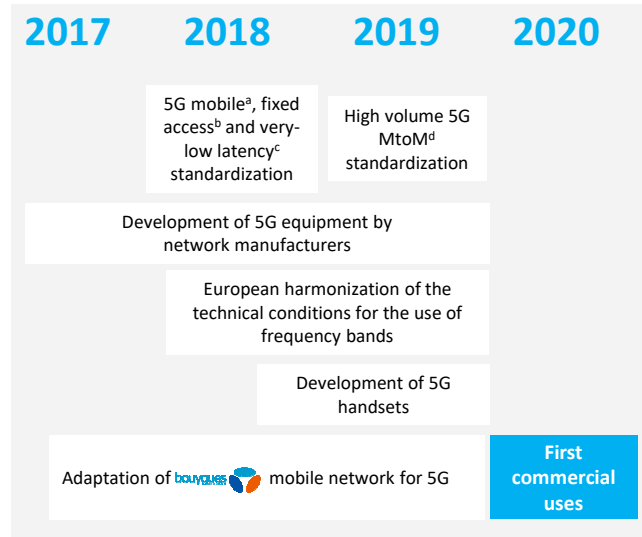 2017 2018 2019 2020
5G mobileᵃ, fixed
accessᵇ and very-
low latencyᶜ
standardization
High volume 5G
MtoMᵈ
standardization
Development of 5G equipment by
network manufacturers
European harmonization of the
technical conditions for the use of
frequency bands
Development of 5G
handsets
Adaptation of bouygues mobile network for 5G
First
commercial
uses